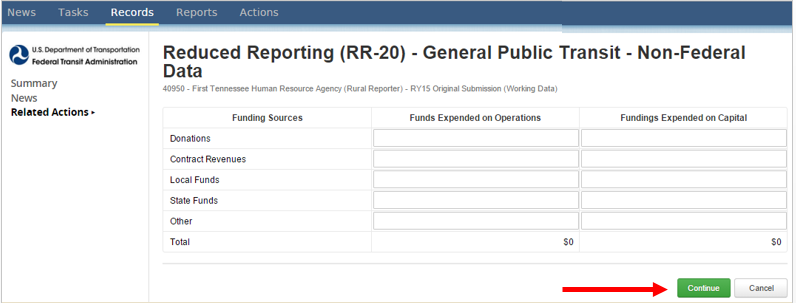 News Tasks Records Reports Actions
U.S. Department of Transportation
Federal Transit Administration
Summary
News
Related Actions ▸
Reduced Reporting (RR-20) - General Public Transit - Non-Federal
Data
40950 - First Tennessee Human Resource Agency (Rural Reporter) - RY15 Original Submission (Working Data)
Funding Sources Funds Expended on Operations Fundings Expended on Capital
Donations
Contract Revenues
Local Funds
State Funds
Other
Total $0 $0
Continue Cancel